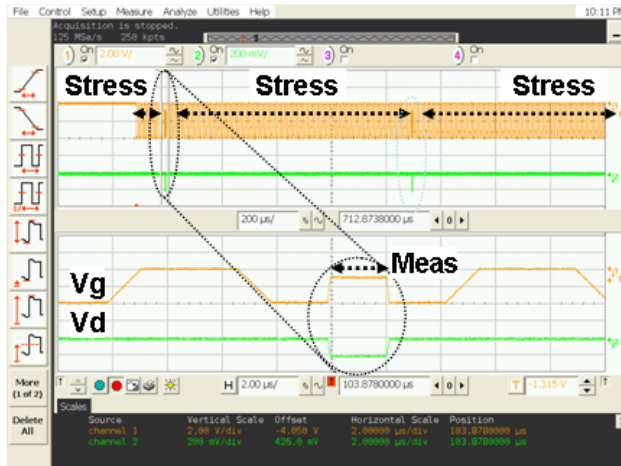 File Control Setup Measure Analyze Utilities Help 10:11 PM
Acquisition is stopped.
125 MSa/s 250 kpts
1 On 2.00 V/ 2 On 200 mV/ 3 On 4 On
Stress Stress Stress
200 µs/ 712.8738000 µs 0
Meas
Vg
Vd
More
(1 of 2)
H 2.00 µs/ 103.8780000 µs 0 T -1.315 V
Delete
All
Scales
Source Vertical Scale Offset Horizontal Scale Position
channel 1 2.00 V/div -4.050 V 2.00000 µs/div 103.8780000 µs
channel 2 200 mV/div 426.0 mV 2.00000 µs/div 103.8780000 µs